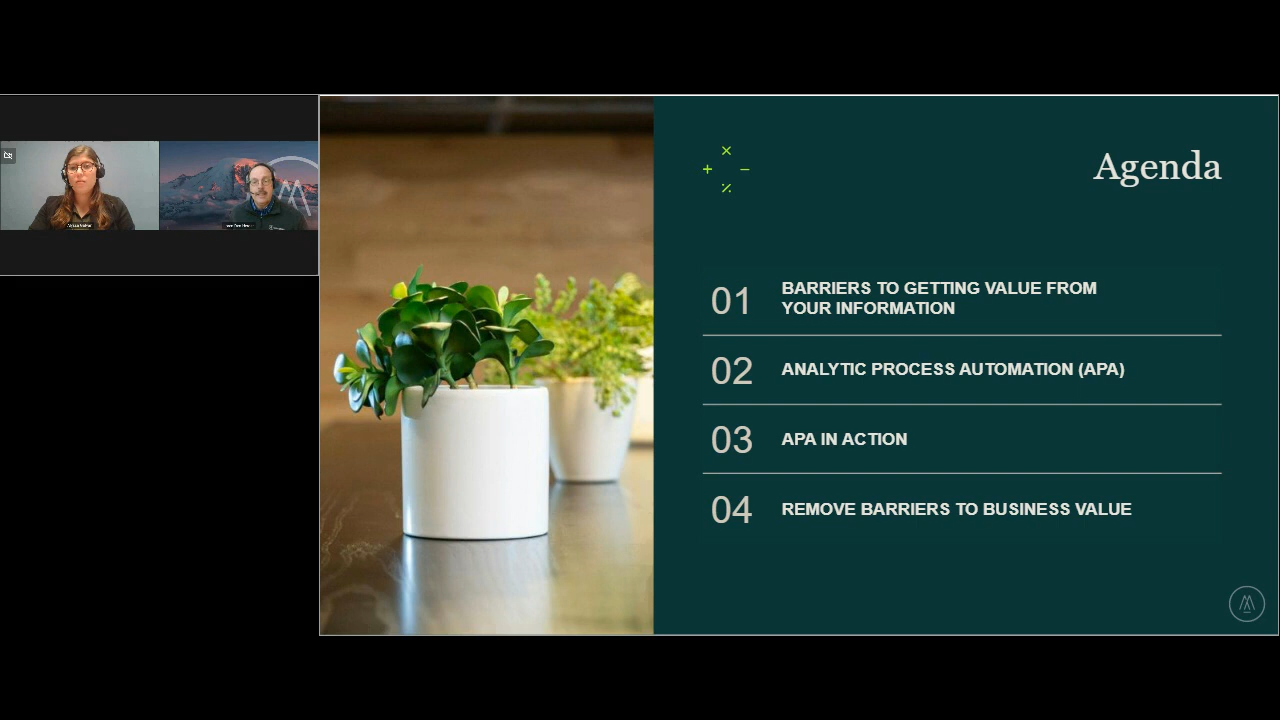 Agenda
01
BARRIERS TO GETTING VALUE FROM
YOUR INFORMATION
02
ANALYTIC PROCESS AUTOMATION (APA)
03
APA IN ACTION
04
REMOVE BARRIERS TO BUSINESS VALUE